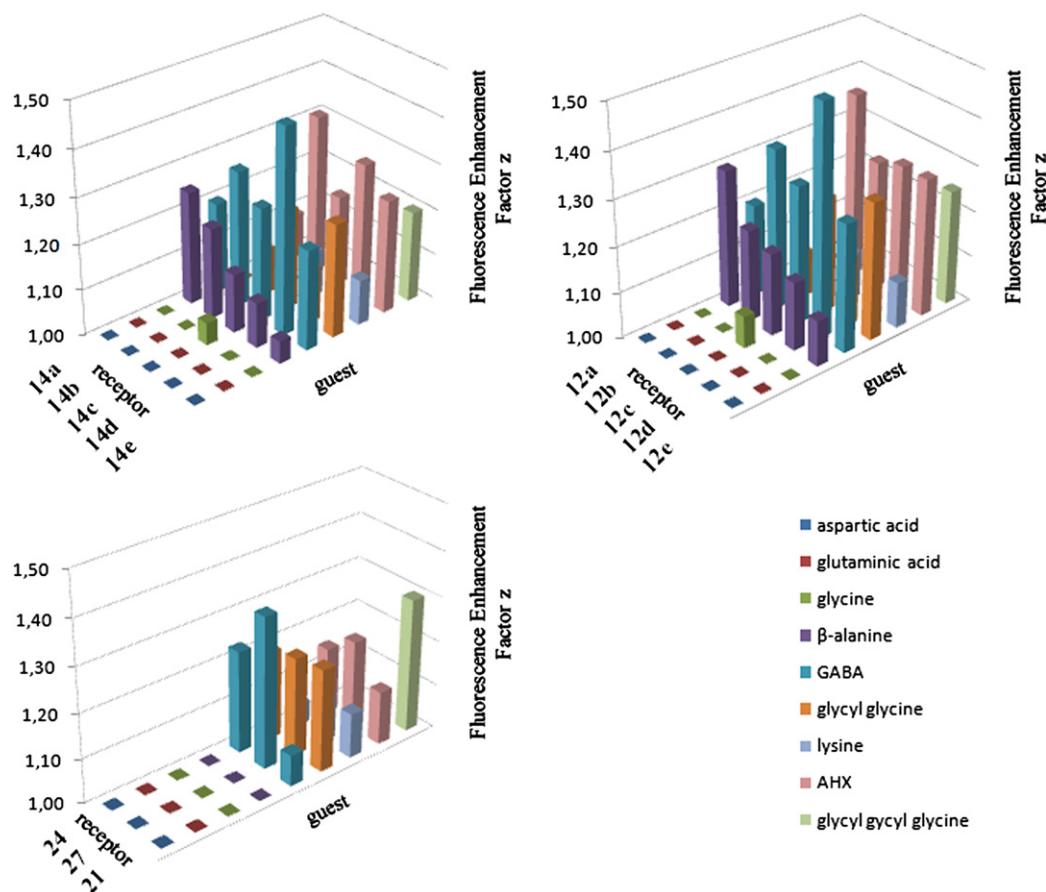 1,50
1,40
1,30
1,20
1,10
1,00
14a
14b
14c
14d
14e
receptor
guest
Fluorescence Enhancement
Factor z
1,50
1,40
1,30
1,20
1,10
1,00
12a
12b
12c
12d
12e
receptor
guest
Fluorescence Enhancement
Factor z
1,50
1,40
1,30
1,20
1,10
1,00
24
27
21
receptor
guest
Fluorescence Enhancement
Factor z
aspartic acid
glutaminic acid
glycine
β-alanine
GABA
glycyl glycine
lysine
AHX
glycyl gycyl glycine